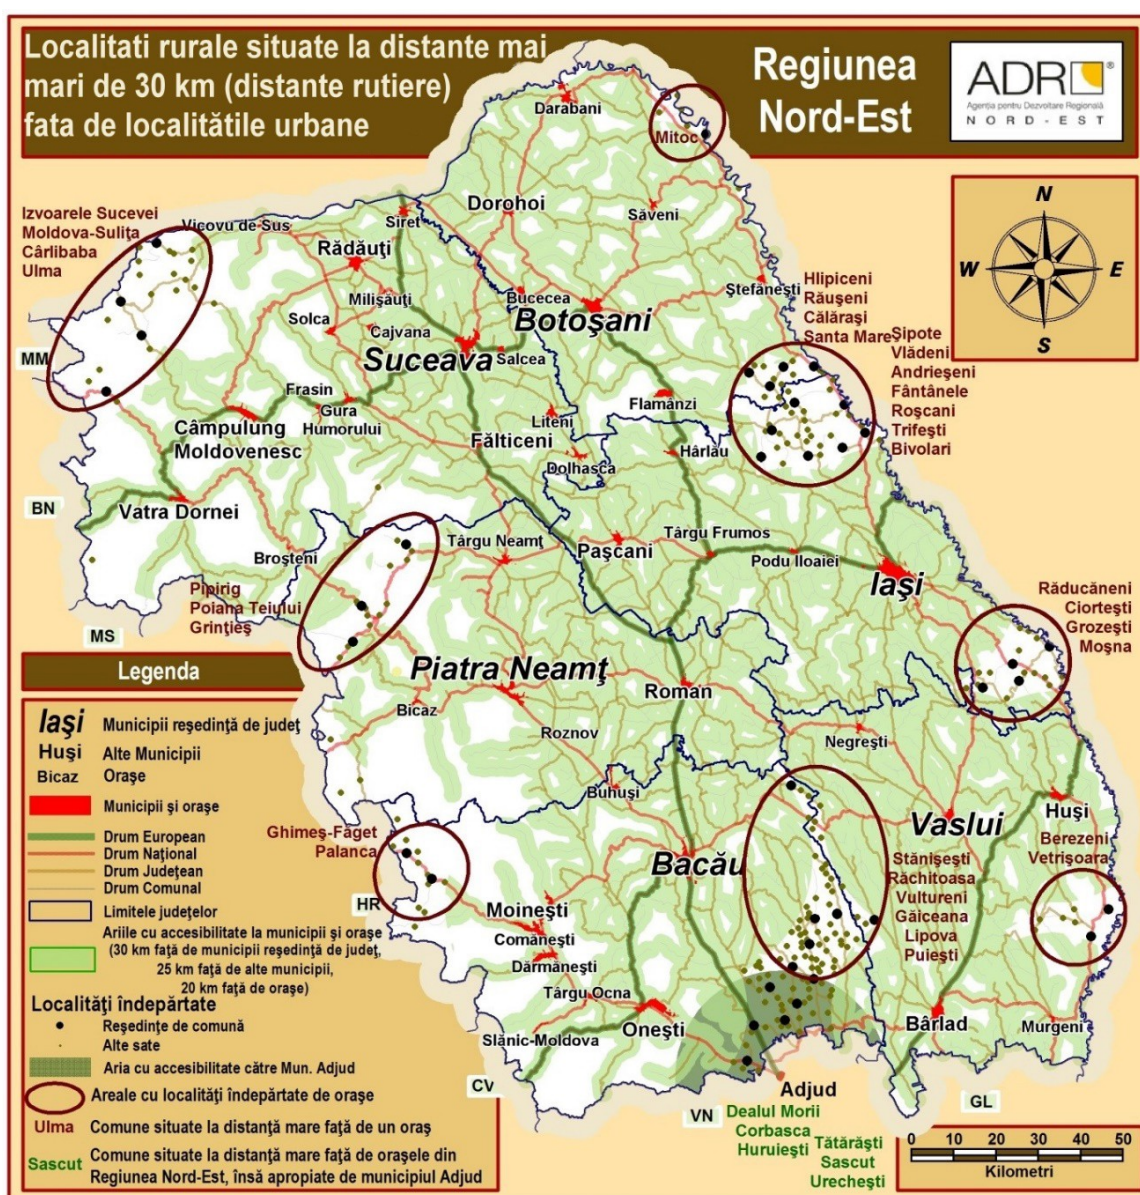 Localitati rurale situate la distante mai
mari de 30 km (distante rutiere)
fata de localitătile urbane
Regiunea
Nord-Est
ADR
®
Agenția pentru Dezvoltare Regională
NORD-EST
N
W
E
S
Darabani
Mitoc
Izvoarele Sucevei
Moldova-Sulița
Cârlibaba
Ulma
Vicovu de Sus
Siret
Dorohoi
Săveni
Rădăuți
Milișăuți
Solca
Cajvana
Bucecea
Botoșani
Ștefănești
Suceava
Salcea
Hlipiceni
Răușeni
Călărași
Santa Mare
Șipote
Vlădeni
Andrieșeni
Fântânele
Roșcani
Trifești
Bivolari
MM
Frasin
Gura
Humorului
Câmpulung
Moldovenesc
Liteni
Fălticeni
Dolhasca
Flamânzi
Hârlău
BN
Vatra Dornei
Broșteni
Târgu Neamț
Pașcani
Târgu Frumos
Podu Iloaiei
Iași
Pipirig
Poiana Teiului
Grințieș
MS
Răducăneni
Ciortești
Grozești
Moșna
Piatra Neamț
Bicaz
Roznov
Roman
Negrești
Buhuși
Huși
Vaslui
Bacău
Berezeni
Vetrișoara
Ghimeș-Făget
Palanca
HR
Stănișești
Răchitoasa
Vultureni
Găiceana
Lipova
Puiești
Moinești
Comănești
Dărmănești
Târgu Ocna
Slănic-Moldova
Onești
Bârlad
Murgeni
CV
VN
Adjud
GL
Dealul Morii
Corbasca
Huruiești
Tătărăști
Sascut
Urechești
Legenda
Iași Municipii reședință de județ
Huși Alte Municipii
Bicaz Orașe
Municipii și orașe
Drum European
Drum Național
Drum Județean
Drum Comunal
Limitele județelor
Ariile cu accesibilitate la municipii și orașe
(30 km față de municipii reședință de județ,
25 km față de alte municipii,
20 km față de orașe)
Localități îndepărtate
Reședințe de comună
Alte sate
Aria cu accesibilitate către Mun. Adjud
Areale cu localități îndepărtate de orașe
Ulma Comune situate la distanță mare față de un oraș
Sascut Comune situate la distanță mare față de orașele din
Regiunea Nord-Est, însă apropiate de municipiul Adjud
0 10 20 30 40 50
Kilometri